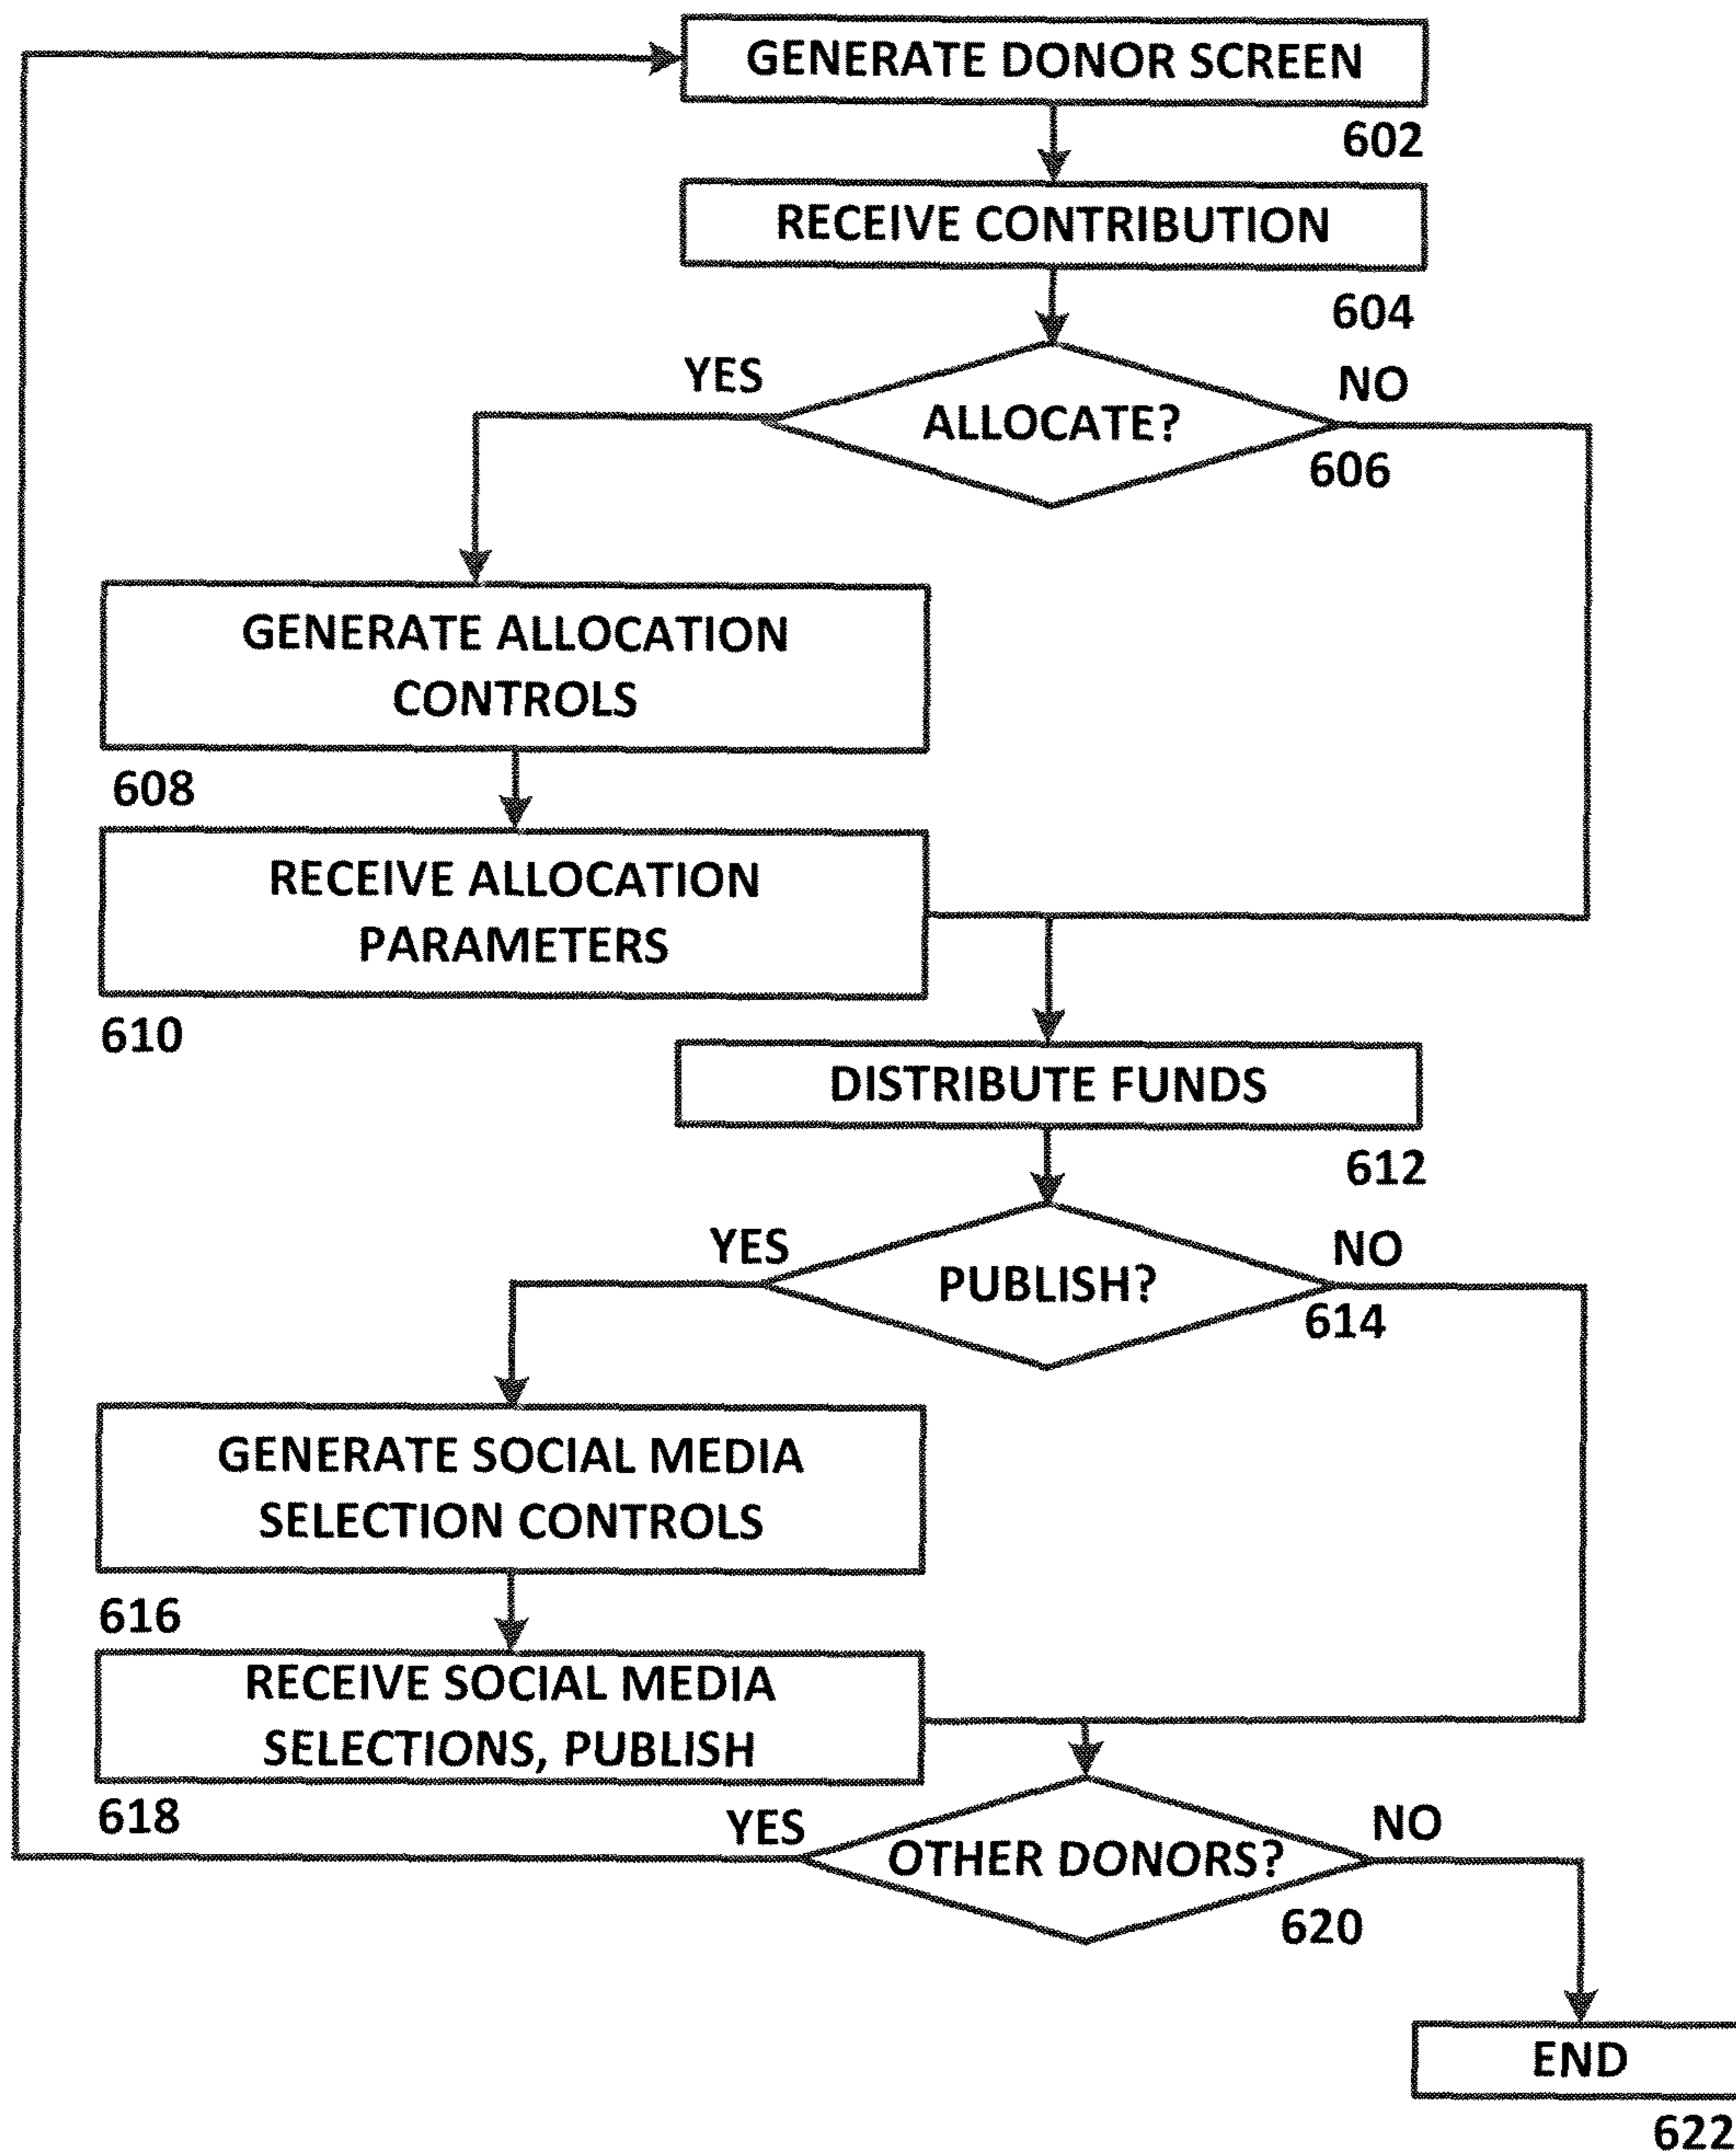 GENERATE DONOR SCREEN
602
RECEIVE CONTRIBUTION
604
YES
NO
ALLOCATE?
606
GENERATE ALLOCATION
CONTROLS
608
RECEIVE ALLOCATION
PARAMETERS
610
DISTRIBUTE FUNDS
612
YES
NO
PUBLISH?
614
GENERATE SOCIAL MEDIA
SELECTION CONTROLS
616
RECEIVE SOCIAL MEDIA
SELECTIONS, PUBLISH
618
YES
NO
OTHER DONORS?
620
END
622